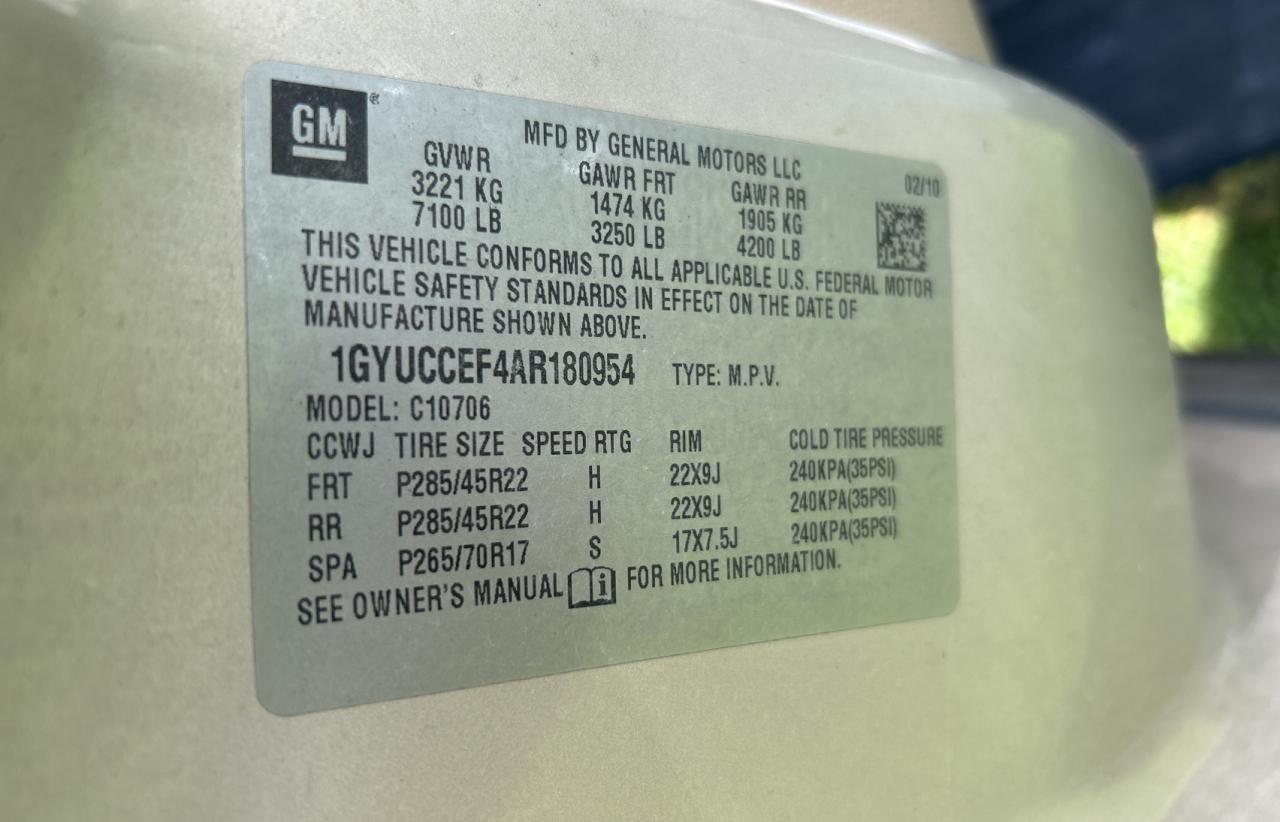 GM
MFD BY GENERAL MOTORS LLC
02/10
GVWR GAWR FRT GAWR RR
3221 KG 1474 KG 1905 KG
7100 LB 3250 LB 4200 LB
THIS VEHICLE CONFORMS TO ALL APPLICABLE U.S. FEDERAL MOTOR
VEHICLE SAFETY STANDARDS IN EFFECT ON THE DATE OF
MANUFACTURE SHOWN ABOVE.
1GYUCCEF4AR180954 TYPE: M.P.V.
MODEL: C10706
CCWJ TIRE SIZE SPEED RTG RIM COLD TIRE PRESSURE
FRT P285/45R22 H 22X9J 240KPA(35PSI)
RR P285/45R22 H 22X9J 240KPA(35PSI)
SPA P265/70R17 S 17X7.5J 240KPA(35PSI)
SEE OWNER'S MANUAL i FOR MORE INFORMATION.